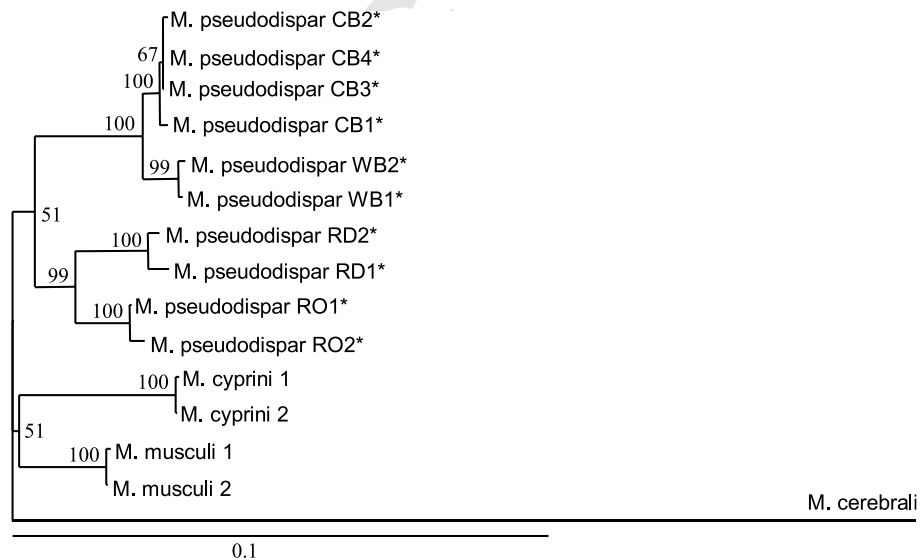 M. pseudodispar CB2*
67
M. pseudodispar CB4*
100
M. pseudodispar CB3*
100
M. pseudodispar CB1*
99
M. pseudodispar WB2*
M. pseudodispar WB1*
51
100
M. pseudodispar RD2*
99
M. pseudodispar RD1*
100
M. pseudodispar RO1*
M. pseudodispar RO2*
100
M. cyprini 1
M. cyprini 2
51
100
M. musculi 1
M. musculi 2
M. cerebrali
0.1